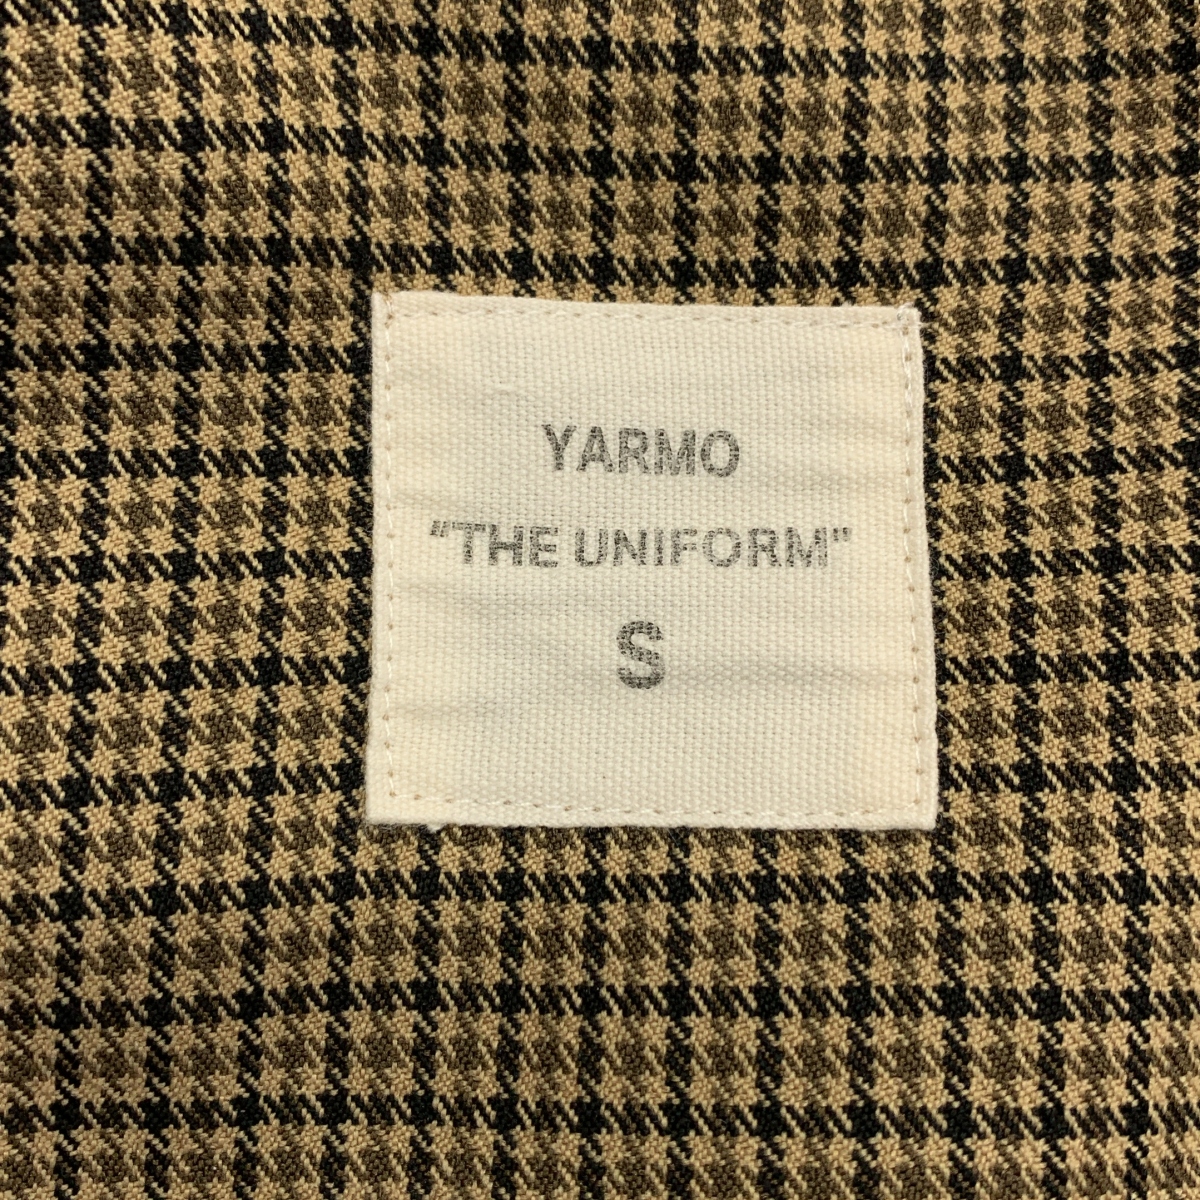 YARMO
“THE UNIFORM"
S